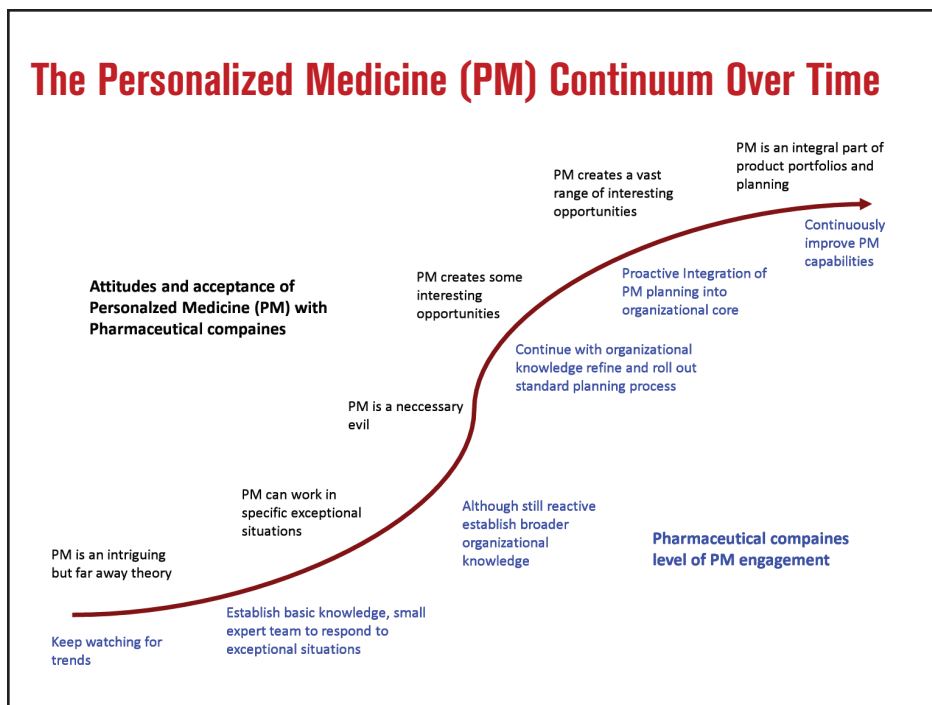 The Personalized Medicine (PM) Continuum Over Time
PM is an integral part of
product portfolios and
planning
PM creates a vast
range of interesting
opportunities
Continuously
improve PM
capabilities
PM creates some
interesting
opportunities
Proactive Integration of
PM planning into
organizational core
Attitudes and acceptance of
Personalzed Medicine (PM) with
Pharmaceutical compaines
Continue with organizational
knowledge refine and roll out
standard planning process
PM is a neccessary
evil
PM can work in
specific exceptional
situations
Although still reactive
establish broader
organizational
knowledge
Pharmaceutical compaines
level of PM engagement
PM is an intriguing
but far away theory
Establish basic knowledge, small
expert team to respond to
exceptional situations
Keep watching for
trends